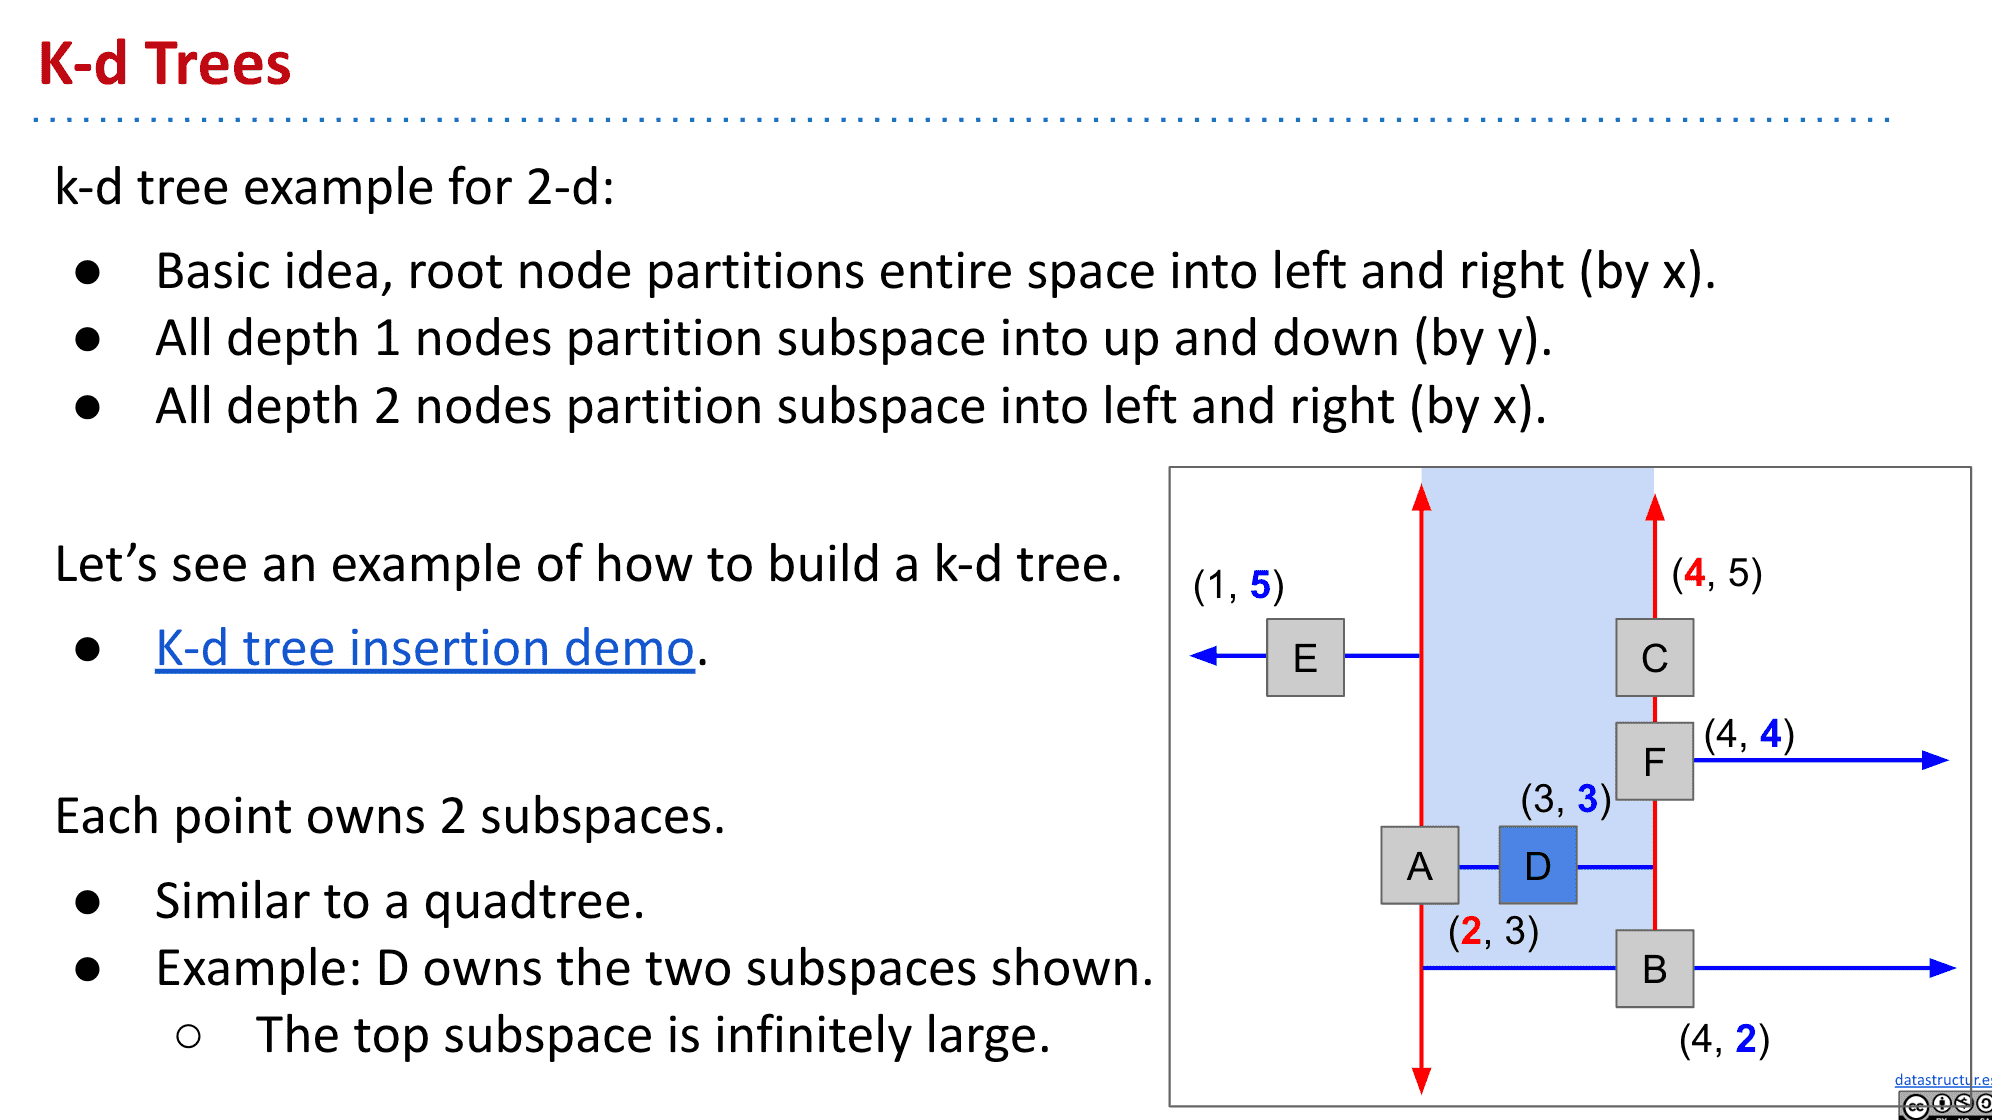 K-d Trees
k-d tree example for 2-d:
● Basic idea, root node partitions entire space into left and right (by x).
● All depth 1 nodes partition subspace into up and down (by y).
● All depth 2 nodes partition subspace into left and right (by x).
Let’s see an example of how to build a k-d tree.
● K-d tree insertion demo.
Each point owns 2 subspaces.
● Similar to a quadtree.
● Example: D owns the two subspaces shown.
○ The top subspace is infinitely large.
(1, 5)
(4, 5)
E
C
(4, 4)
F
(3, 3)
A
D
(2, 3)
B
(4, 2)
datastructur.es
cc